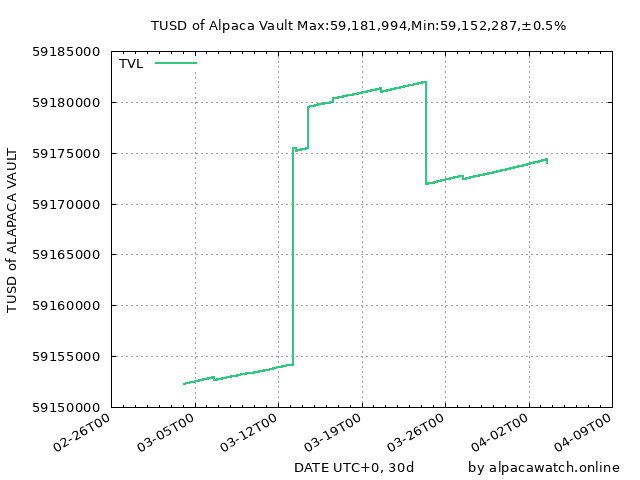 TUSD of Alpaca Vault Max:59,181,994,Min:59,152,287,±0.5%
TUSD of ALAPACA VAULT
TVL
59185000
59180000
59175000
59170000
59165000
59160000
59155000
59150000
02-26T00
03-05T00
03-12T00
03-19T00
03-26T00
04-02T00
04-09T00
DATE UTC+0, 30d
by alpacawatch.online